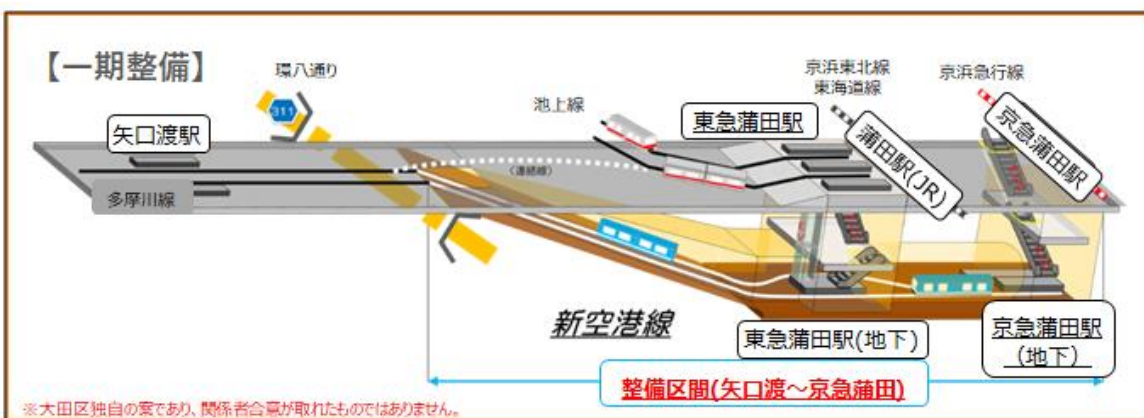 【一期整備】
環八通り
311
矢口渡駅
多摩川線
池上線
(連絡線)
東急蒲田駅
京浜東北線
東海道線
蒲田駅(JR)
京浜急行線
京急蒲田駅
新空港線
東急蒲田駅(地下)
京急蒲田駅
(地下)
整備区間(矢口渡～京急蒲田)
※大田区独自の案であり、関係者合意が取れたものではありません。